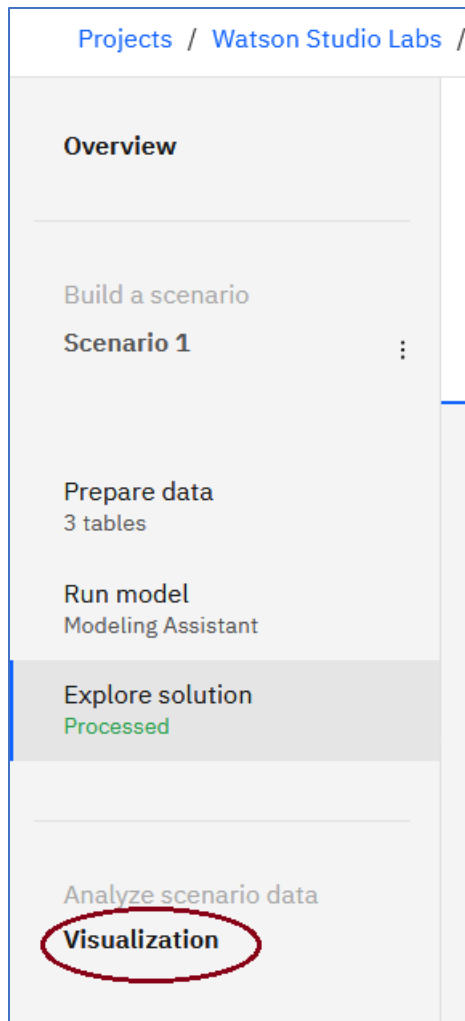 Projects / Watson Studio Labs /
Overview
Build a scenario
Scenario 1
Prepare data
3 tables
Run model
Modeling Assistant
Explore solution
Processed
Analyze scenario data
Visualization